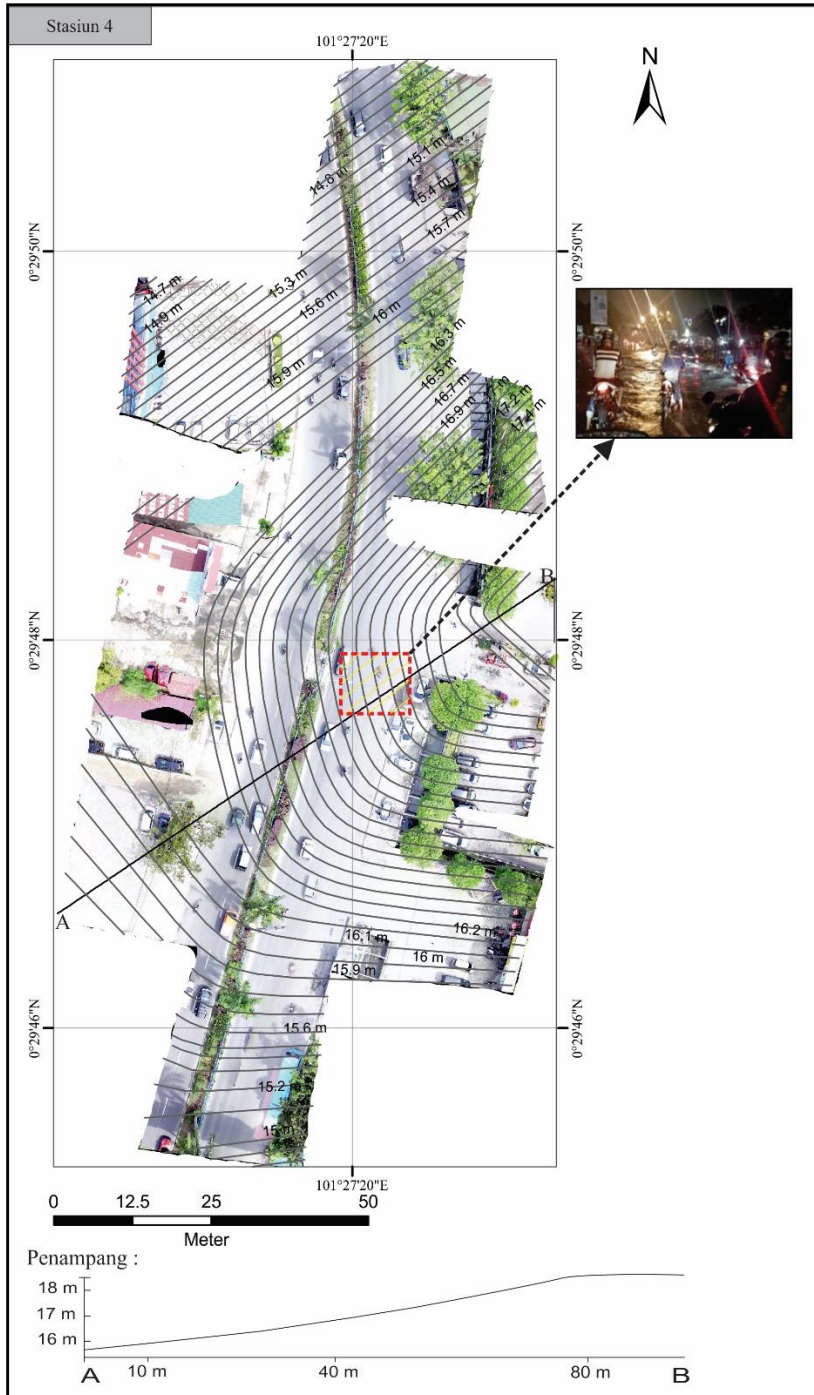 Stasiun 4
101°27'20"E
N
15.1 m
14.8 m
15.4 m
15.7 m
0°29'50"N
0°29'50"N
14.7 m
15.3 m
14.9 m
15.6 m
16 m
16.3 m
15.9 m
16.5 m
16.7 m
17.2 m
16.9 m
17.4 m
B
0°29'48"N
0°29'48"N
A
16.1 m
16.2 m
15.9 m
16 m
0°29'46"N
0°29'46"N
15.6 m
15.2 m
15 m
101°27'20"E
0 12.5 25 50
Meter
Penampang :
18 m
17 m
16 m
A 10 m 40 m 80 m B